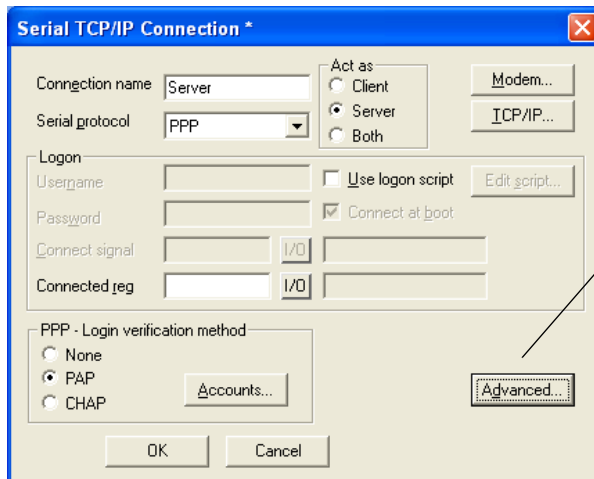 Serial TCP/IP Connection *
Connection name Server
Serial protocol PPP
Act as
Client
Server
Both
Modem...
TCP/IP...
Logon
Username
Use logon script
Edit script...
Password
Connect at boot
Connect signal I/O
Connected reg I/O
PPP - Login verification method
None
PAP
CHAP
Accounts...
Advanced...
OK Cancel